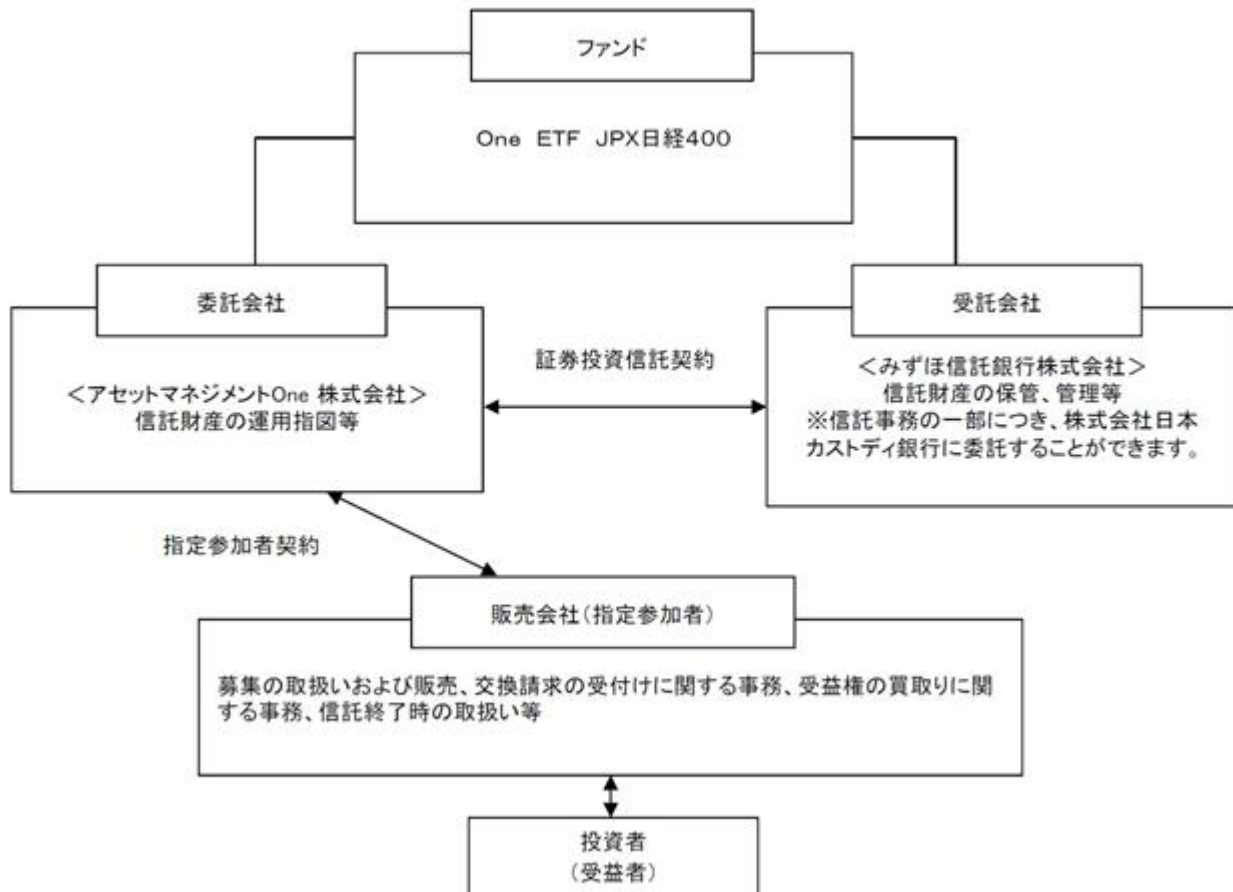 ファンド
One ETF JPX日経400
委託会社
<アセットマネジメントOne 株式会社>
信託財産の運用指図等
証券投資信託契約
受託会社
<みずほ信託銀行株式会社>
信託財産の保管、管理等
※信託事務の一部につき、株式会社日本
カストディ銀行に委託することができます。
指定参加者契約
販売会社(指定参加者)
募集の取扱いおよび販売、交換請求の受付けに関する事務、受益権の買取りに関
する事務、信託終了時の取扱い等
投資者
(受益者)